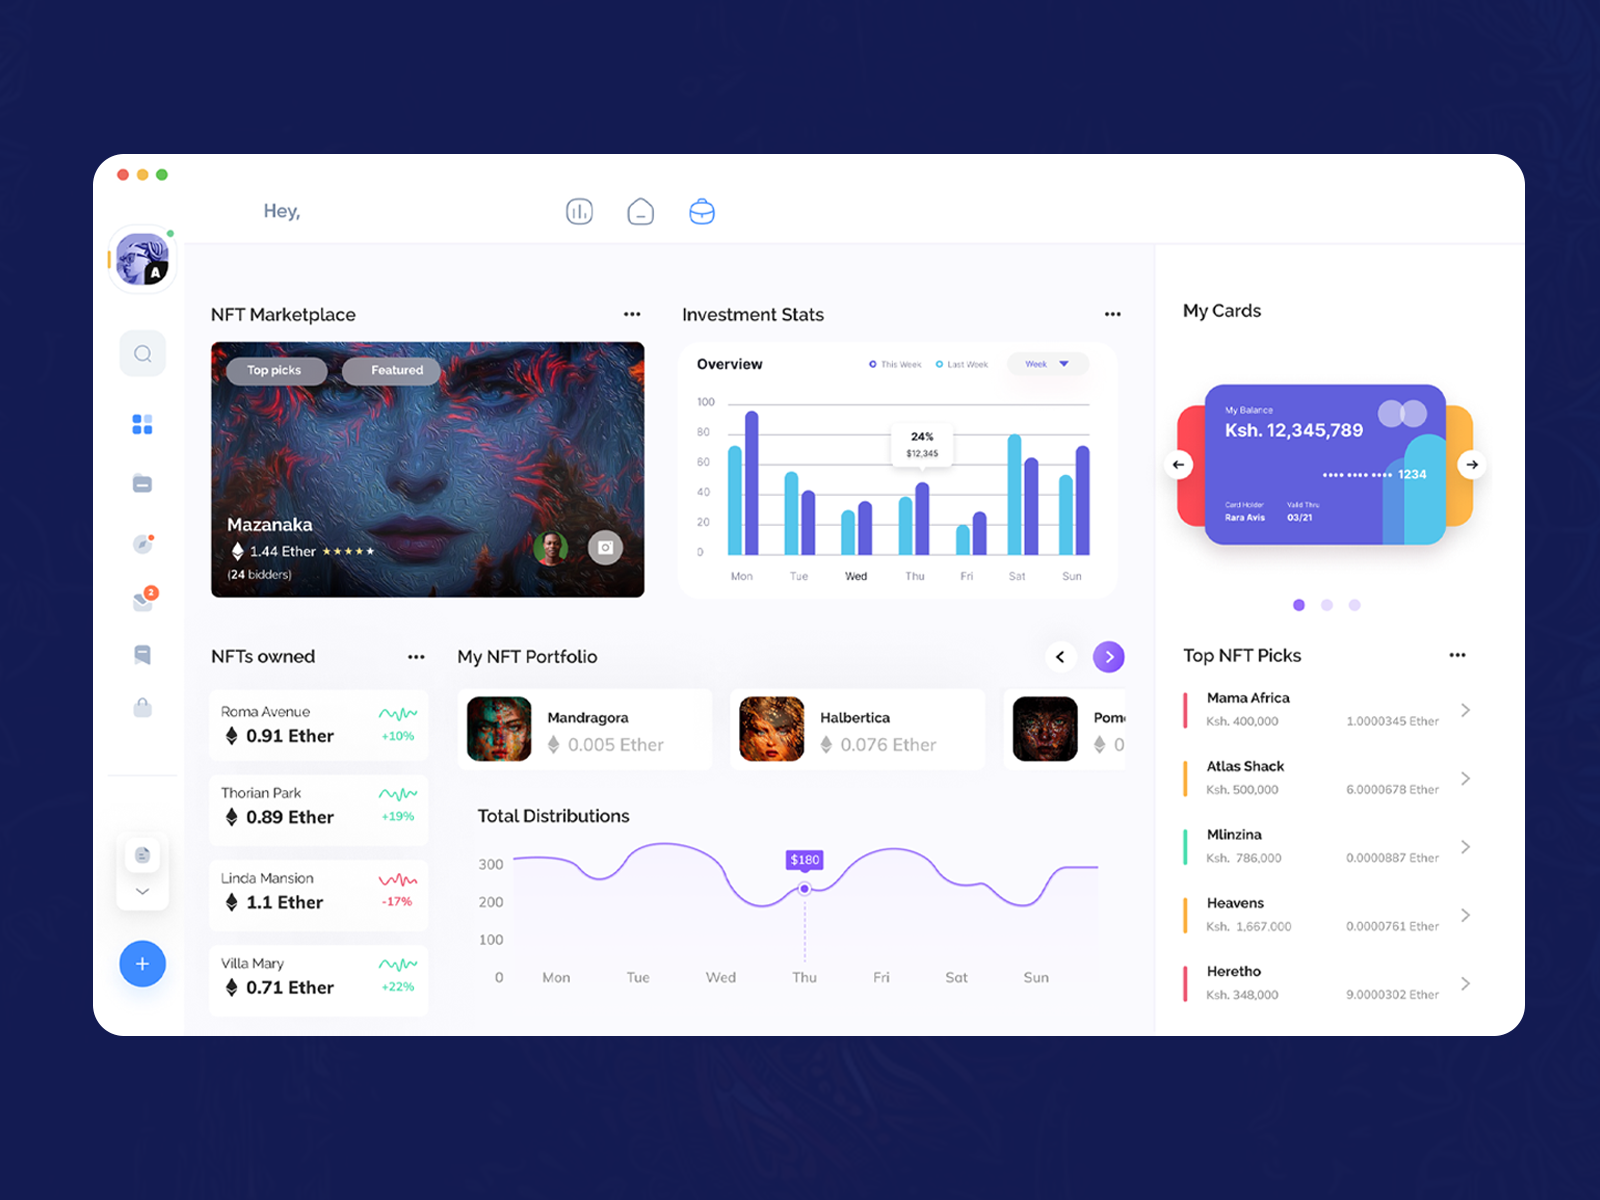 Hey,
A
2
NFT Marketplace
Top picks
Featured
Mazanaka
1.44 Ether
(24 bidders)
Investment Stats
Overview
This Week
Last Week
Week
100
80
60
40
20
0
24%
$12,345
Mon Tue Wed Thu Fri Sat Sun
My Cards
My Balance
Ksh. 12,345,789
1234
Card Holder Valid Thru
Rara Avis 03/21
NFTs owned
Roma Avenue
0.91 Ether +10%
Thorian Park
0.89 Ether +19%
Linda Mansion
1.1 Ether -17%
Villa Mary
0.71 Ether +22%
My NFT Portfolio
Mandragora
0.005 Ether
Halbertica
0.076 Ether
Pom
0
Total Distributions
300
200
100
0
$180
Mon Tue Wed Thu Fri Sat Sun
Top NFT Picks
Mama Africa
Ksh. 400,000 1.0000345 Ether
Atlas Shack
Ksh. 500,000 6.0000678 Ether
Mlinzina
Ksh. 786,000 0.0000887 Ether
Heavens
Ksh. 1,667.000 0.0000761 Ether
Heretho
Ksh. 348,000 9.0000302 Ether